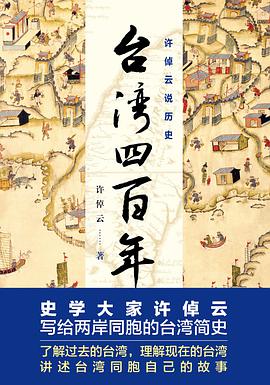 许倬云说历史
台湾四百年
许倬云……著
史学大家许倬云
写给两岸同胞的台湾简史
了解过去的台湾，理解现在的台湾
讲述台湾同胞自己的故事